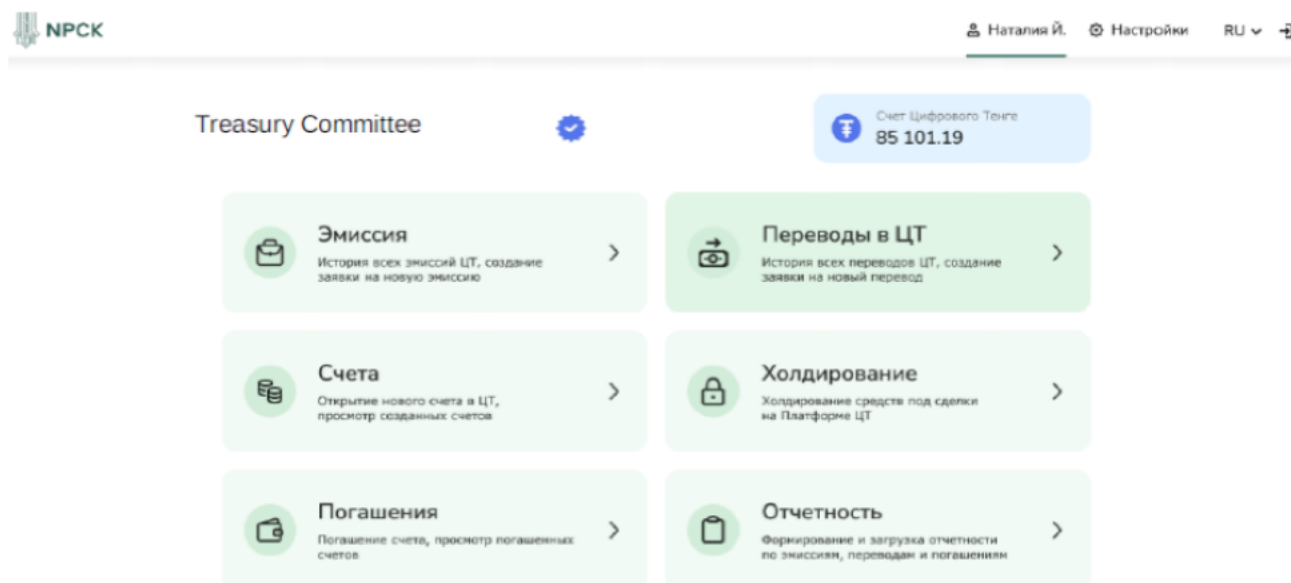 NPCK
Наталия Й.
Настройки
RU
Treasury Committee
Счет Цифрового Тенге
85 101.19
Эмиссия
История всех эмиссий ЦТ, создание
заявки на новую эмиссию
Переводы в ЦТ
История всех переводов ЦТ, создание
заявки на новый перевод
Счета
Открытие нового счета в ЦТ,
просмотр созданных счетов
Холдирование
Холдирование средств под сделки
на Платформе ЦТ
Погашения
Погашение счета, просмотр погашенных
счетов
Отчетность
Формирование и загрузка отчетности
по эмиссиям, переводам и погашениям